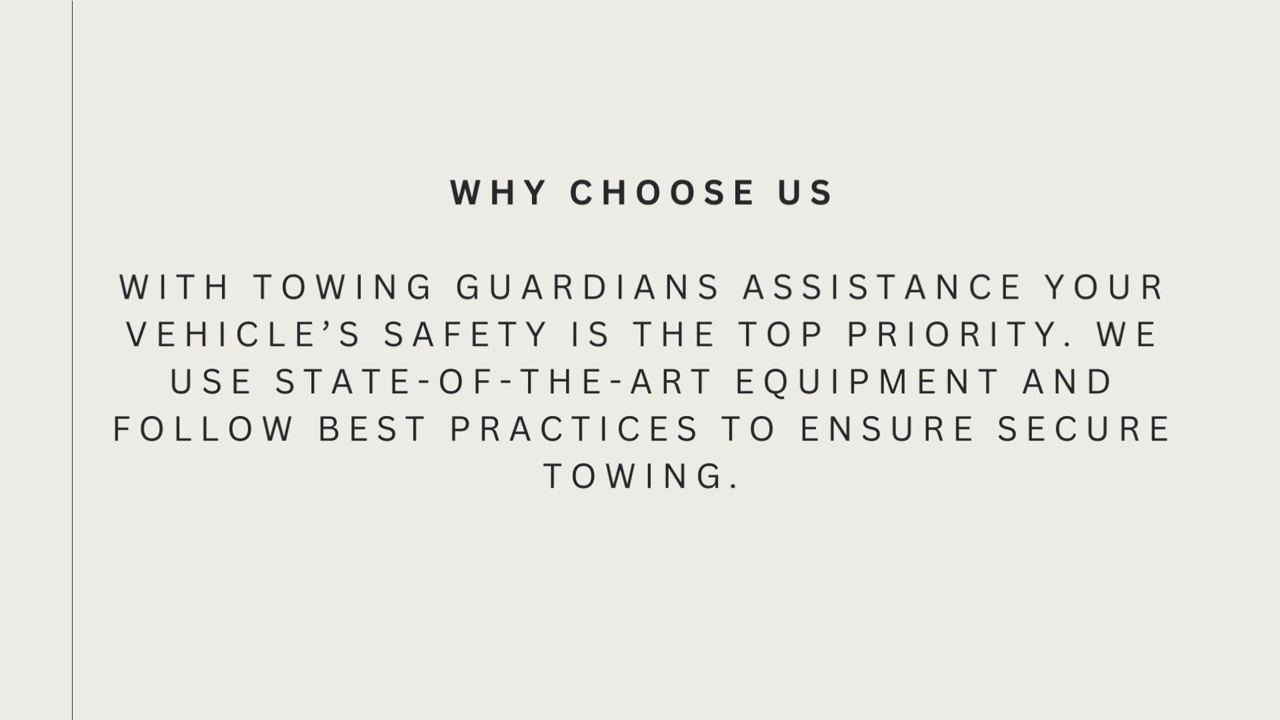 WHY CHOOSE US
WITH TOWING GUARDIANS ASSISTANCE YOUR
VEHICLE’S SAFETY IS THE TOP PRIORITY. WE
USE STATE-OF-THE-ART EQUIPMENT AND
FOLLOW BEST PRACTICES TO ENSURE SECURE
TOWING.